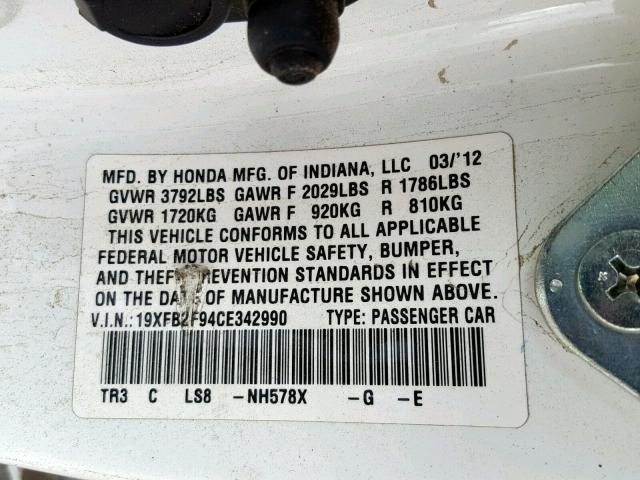 MFD. BY HONDA MFG. OF INDIANA, LLC 03/'12
GVWR 3792LBS GAWR F 2029LBS R 1786LBS
GVWR 1720KG GAWR F 920KG R 810KG
THIS VEHICLE CONFORMS TO ALL APPLICABLE
FEDERAL MOTOR VEHICLE SAFETY, BUMPER,
AND THEFT PREVENTION STANDARDS IN EFFECT
ON THE DATE OF MANUFACTURE SHOWN ABOVE.
V.I.N.: 19XFB2F94CE342990 TYPE: PASSENGER CAR
TR3 C LS8 -NH578X -G -E